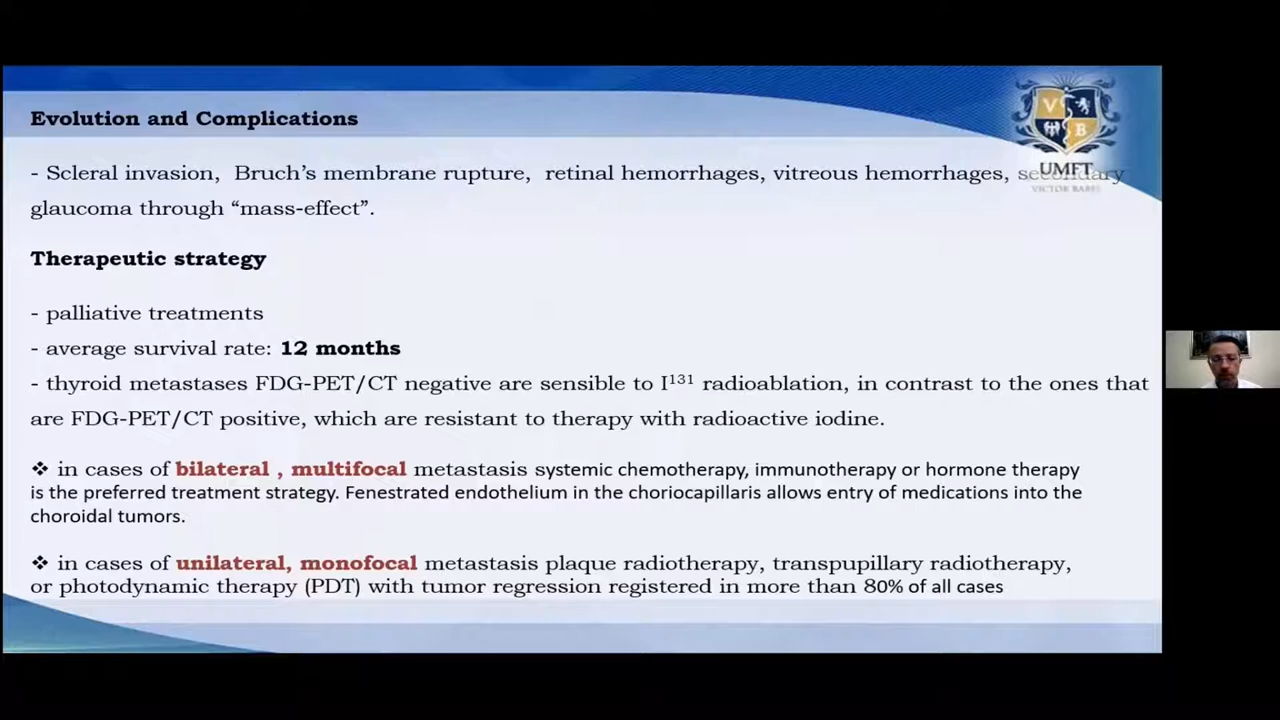 V
B
UMFT
VICTOR BABEȘ
Evolution and Complications
- Scleral invasion, Bruch’s membrane rupture, retinal hemorrhages, vitreous hemorrhages, secondary
glaucoma through “mass-effect”.
Therapeutic strategy
- palliative treatments
- average survival rate: 12 months
- thyroid metastases FDG-PET/CT negative are sensible to I¹³¹ radioablation, in contrast to the ones that
are FDG-PET/CT positive, which are resistant to therapy with radioactive iodine.
❖ in cases of bilateral , multifocal metastasis systemic chemotherapy, immunotherapy or hormone therapy
is the preferred treatment strategy. Fenestrated endothelium in the choriocapillaris allows entry of medications into the
choroidal tumors.
❖ in cases of unilateral, monofocal metastasis plaque radiotherapy, transpupillary radiotherapy,
or photodynamic therapy (PDT) with tumor regression registered in more than 80% of all cases